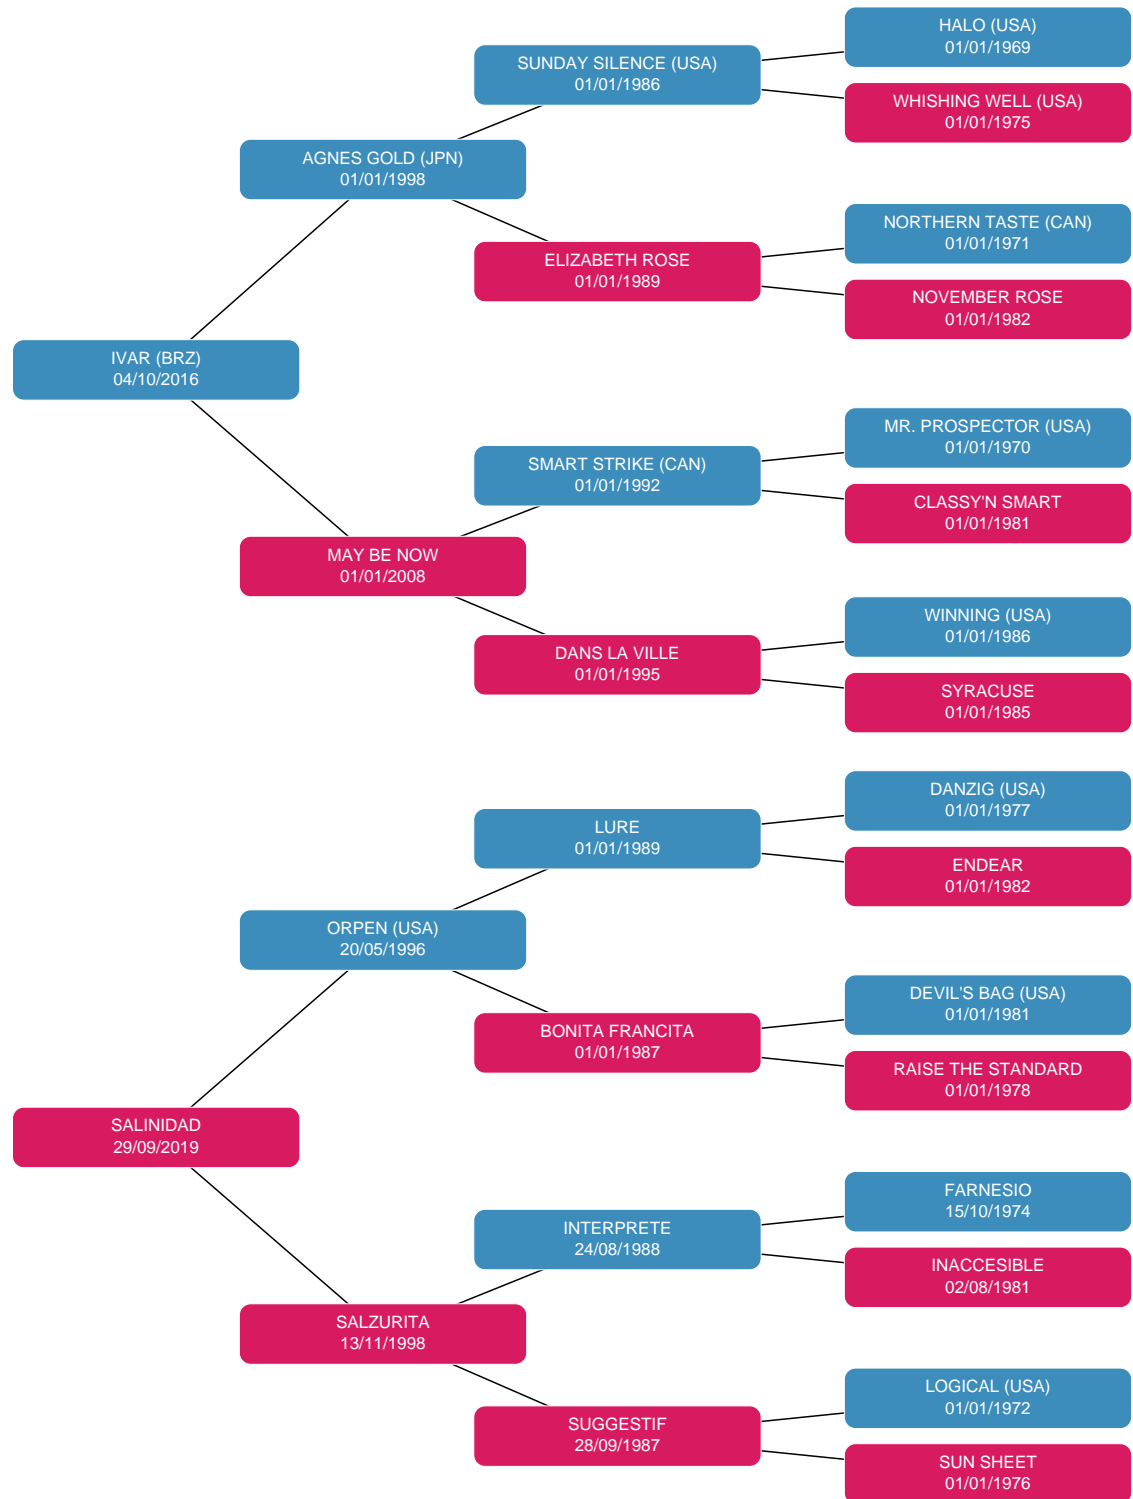 HALO (USA)
01/01/1969
SUNDAY SILENCE (USA)
01/01/1986
WHISHING WELL (USA)
01/01/1975
AGNES GOLD (JPN)
01/01/1998
NORTHERN TASTE (CAN)
01/01/1971
ELIZABETH ROSE
01/01/1989
NOVEMBER ROSE
01/01/1982
IVAR (BRZ)
04/10/2016
MR. PROSPECTOR (USA)
01/01/1970
SMART STRIKE (CAN)
01/01/1992
CLASSY'N SMART
01/01/1981
MAY BE NOW
01/01/2008
WINNING (USA)
01/01/1986
DANS LA VILLE
01/01/1995
SYRACUSE
01/01/1985
DANZIG (USA)
01/01/1977
LURE
01/01/1989
ENDEAR
01/01/1982
ORPEN (USA)
20/05/1996
DEVIL'S BAG (USA)
01/01/1981
BONITA FRANCITA
01/01/1987
RAISE THE STANDARD
01/01/1978
SALINIDAD
29/09/2019
FARNESIO
15/10/1974
INTERPRETE
24/08/1988
INACCESIBLE
02/08/1981
SALZURITA
13/11/1998
LOGICAL (USA)
01/01/1972
SUGGESTIF
28/09/1987
SUN SHEET
01/01/1976